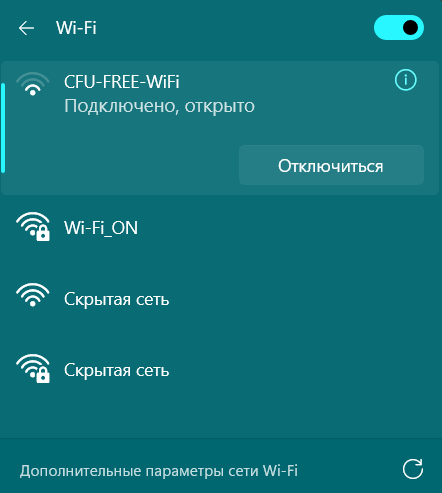 Wi-Fi
CFU-FREE-WiFi
Подключено, открыто
Отключиться
Wi-Fi_ON
Скрытая сеть
Скрытая сеть
Дополнительные параметры сети Wi-Fi